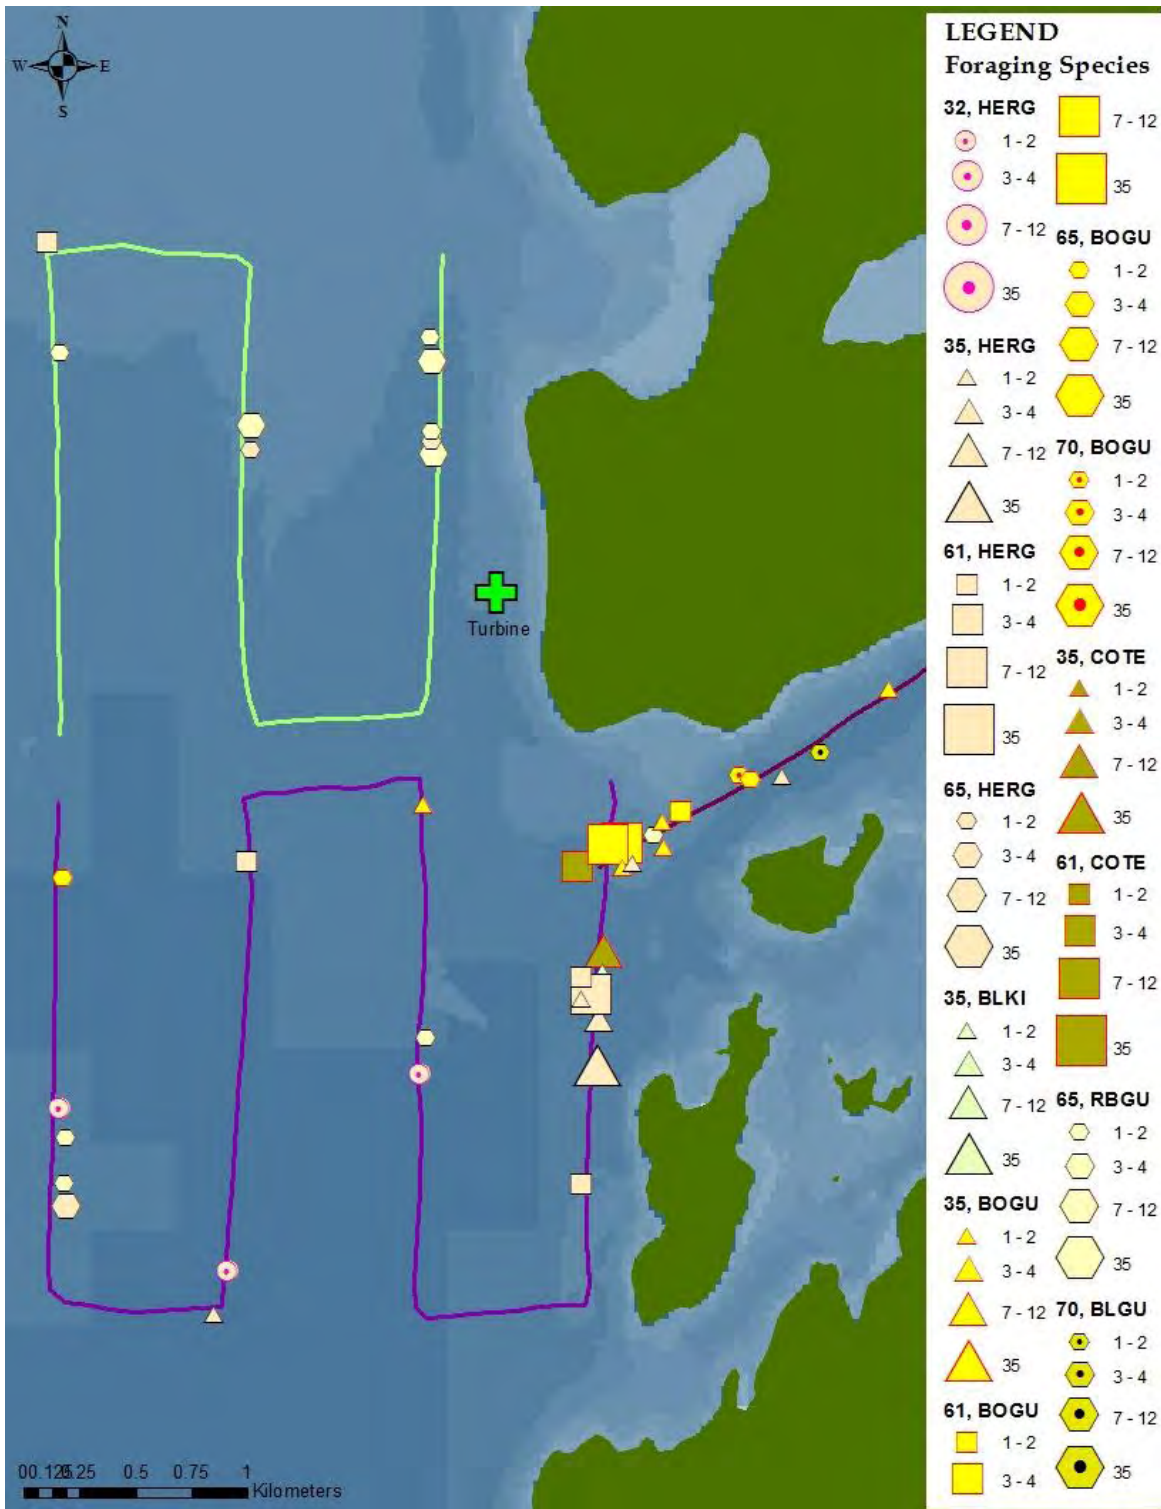 N
W E
S
Turbine
00.1250.25 0.5 0.75 1
Kilometers
LEGEND
Foraging Species
32, HERG
1 - 2
3 - 4
7 - 12
35
35, HERG
1 - 2
3 - 4
7 - 12
35
61, HERG
1 - 2
3 - 4
7 - 12
35
65, HERG
1 - 2
3 - 4
7 - 12
35
35, BLKI
1 - 2
3 - 4
7 - 12
35
35, BOGU
1 - 2
3 - 4
7 - 12
35
61, BOGU
1 - 2
3 - 4
7 - 12
35
65, BOGU
1 - 2
3 - 4
7 - 12
35
70, BOGU
1 - 2
3 - 4
7 - 12
35
35, COTE
1 - 2
3 - 4
7 - 12
35
61, COTE
1 - 2
3 - 4
7 - 12
35
65, RBGU
1 - 2
3 - 4
7 - 12
35
70, BLGU
1 - 2
3 - 4
7 - 12
35